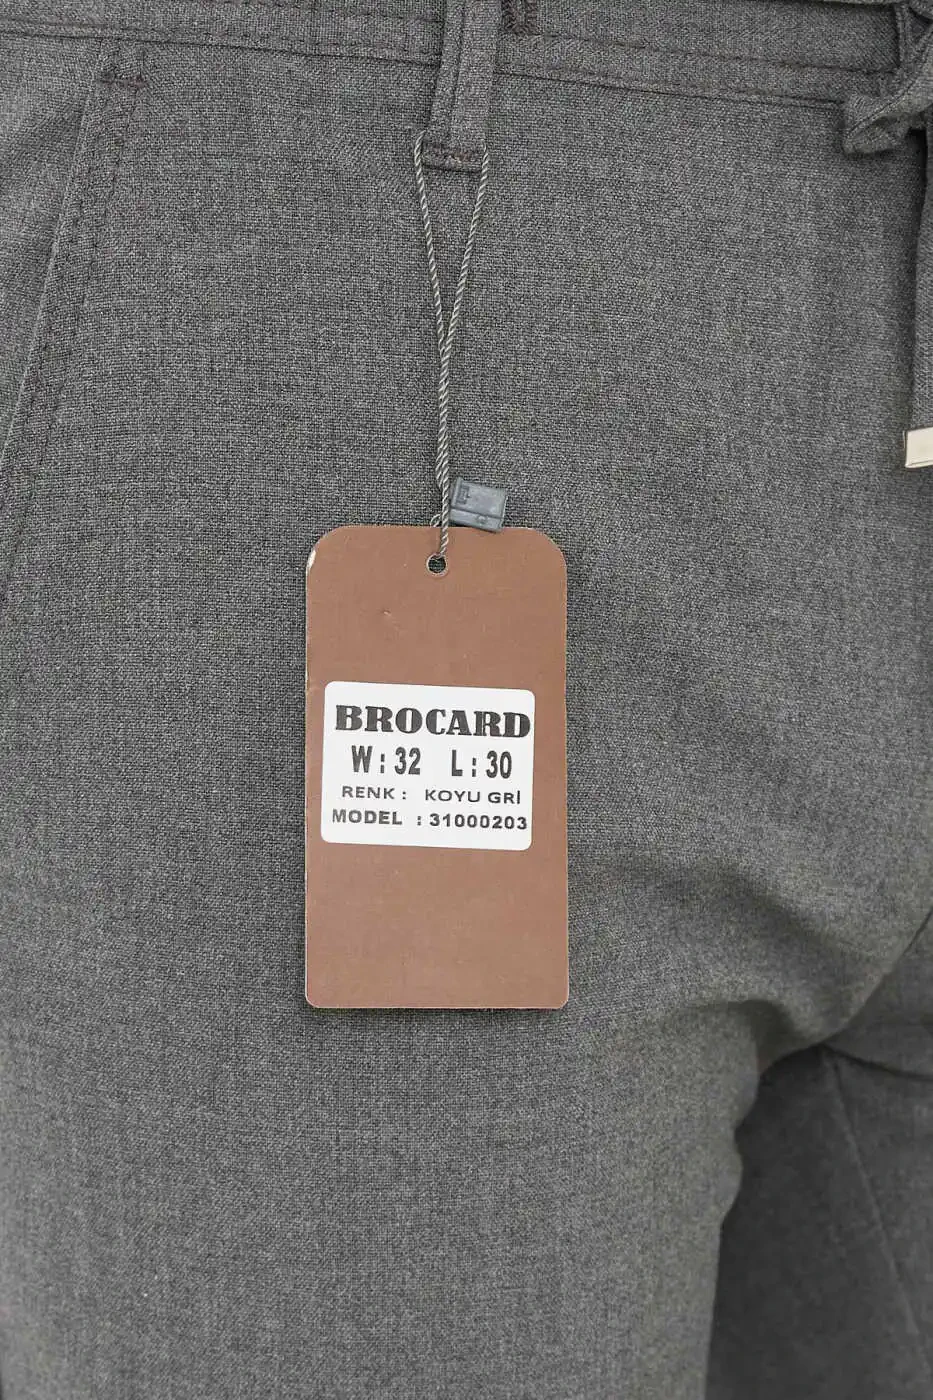 BROCARD
W: 32 L: 30
RENK : KOYU GRİ
MODEL : 31000203